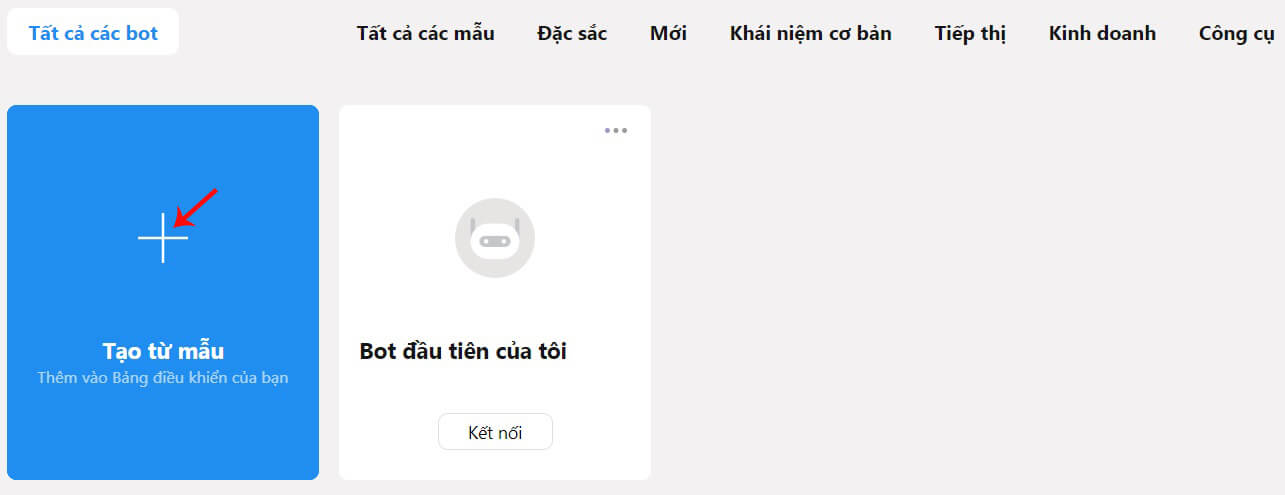 Tất cả các bot
Tất cả các mẫu
Đặc sắc
Mới
Khái niệm cơ bản
Tiếp thị
Kinh doanh
Công cụ
Tạo từ mẫu
Thêm vào Bảng điều khiển của bạn
Bot đầu tiên của tôi
Kết nối